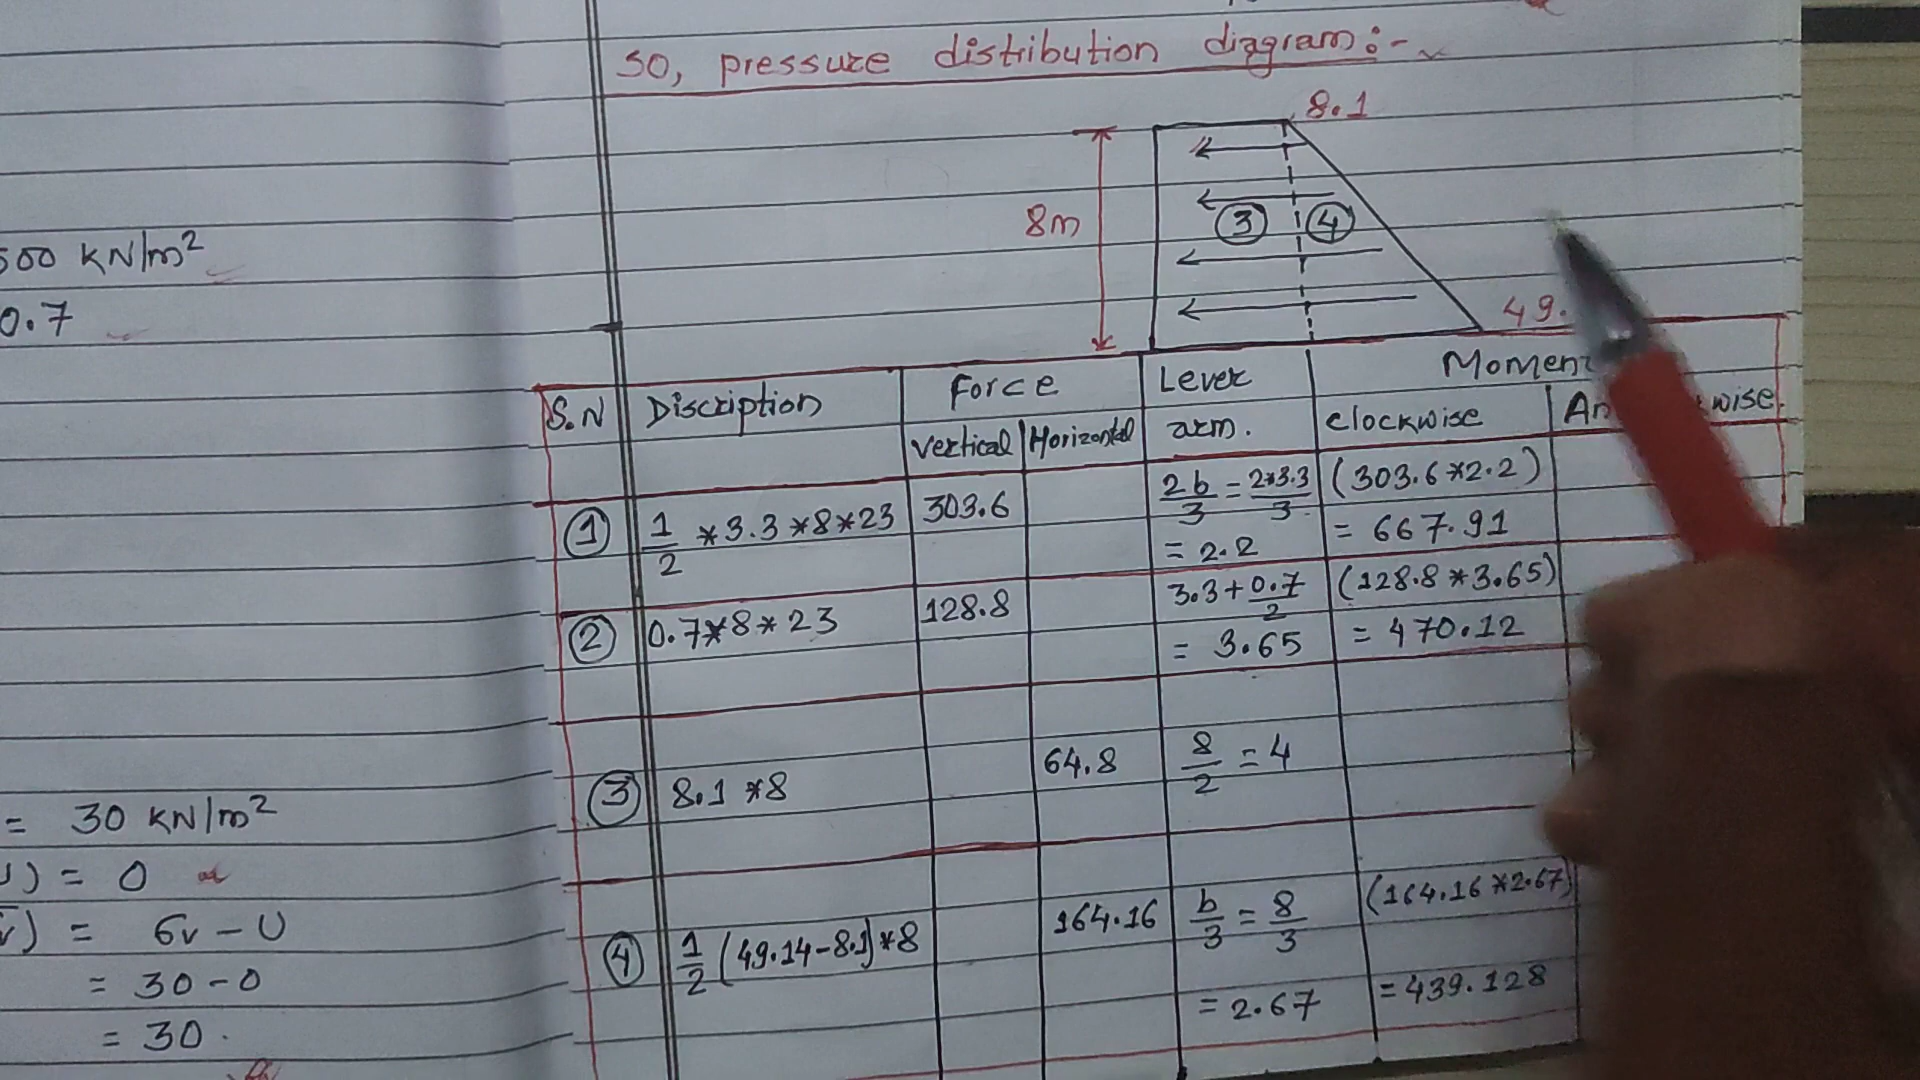 so, pressure distribution diagram:-
8.1
8m
3 4
49.
500 KN/m²
0.7
S.N Discription Force Lever
Vertical Horizontal arm. Clockwise
1 1/2 *3.3*8*23 303.6 2b/3 = 2*3.3/3 (303.6*2.2)
= 2.2 = 667.91
2 0.7*8*23 128.8 3.3+0.7/2 (128.8*3.65)
= 3.65 = 470.12
3 8.1*8 64.8 8/2 = 4
4 1/2 (49.14-8.1)*8 164.16 b/3 = 8/3 (164.16*2.67)
= 2.67 = 439.128
= 30 KN/m²
) = 0
) = 6v - U
= 30-0
= 30.